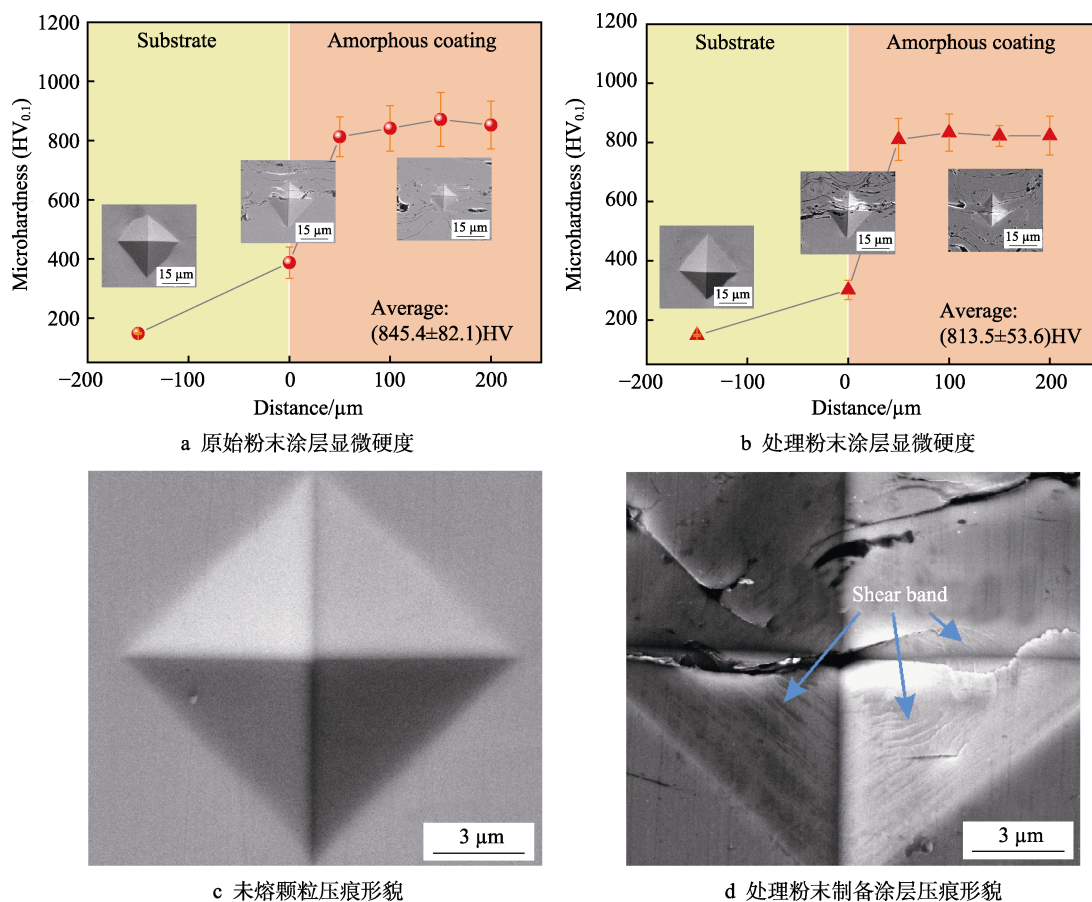 1200
1000
800
600
400
200
Microhardness (HV0.1)
Substrate
Amorphous coating
15 µm
15 µm
15 µm
Average:
(845.4±82.1)HV
−200
−100
0
100
200
Distance/µm
a 原始粉末涂层显微硬度
1200
1000
800
600
400
200
Microhardness (HV0.1)
Substrate
Amorphous coating
15 µm
15 µm
15 µm
Average:
(813.5±53.6)HV
−200
−100
0
100
200
Distance/µm
b 处理粉末涂层显微硬度
3 µm
c 未熔颗粒压痕形貌
Shear band
3 µm
d 处理粉末制备涂层压痕形貌